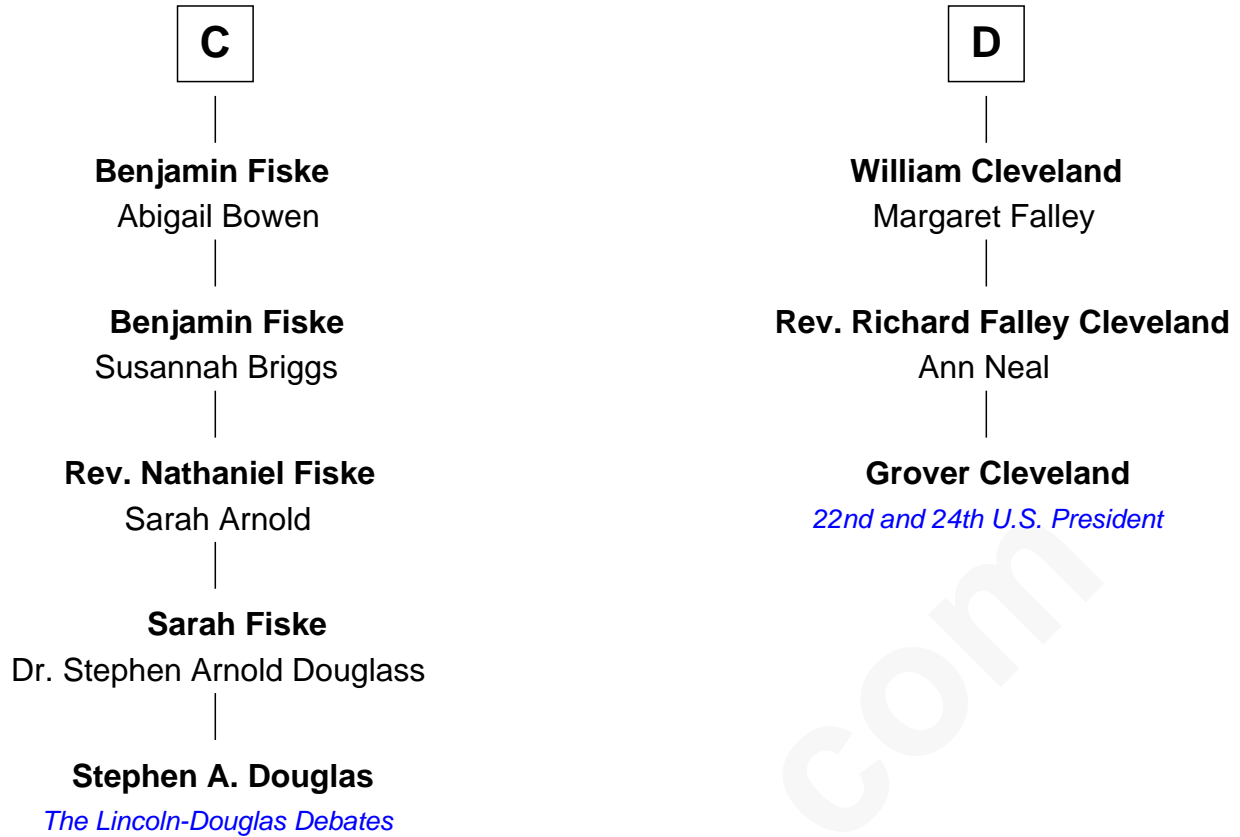 C
Benjamin Fiske
Abigail Bowen
Benjamin Fiske
Susannah Briggs
Rev. Nathaniel Fiske
Sarah Arnold
Sarah Fiske
Dr. Stephen Arnold Douglass
Stephen A. Douglas
The Lincoln-Douglas Debates
D
William Cleveland
Margaret Falley
Rev. Richard Falley Cleveland
Ann Neal
Grover Cleveland
22nd and 24th U.S. President
com